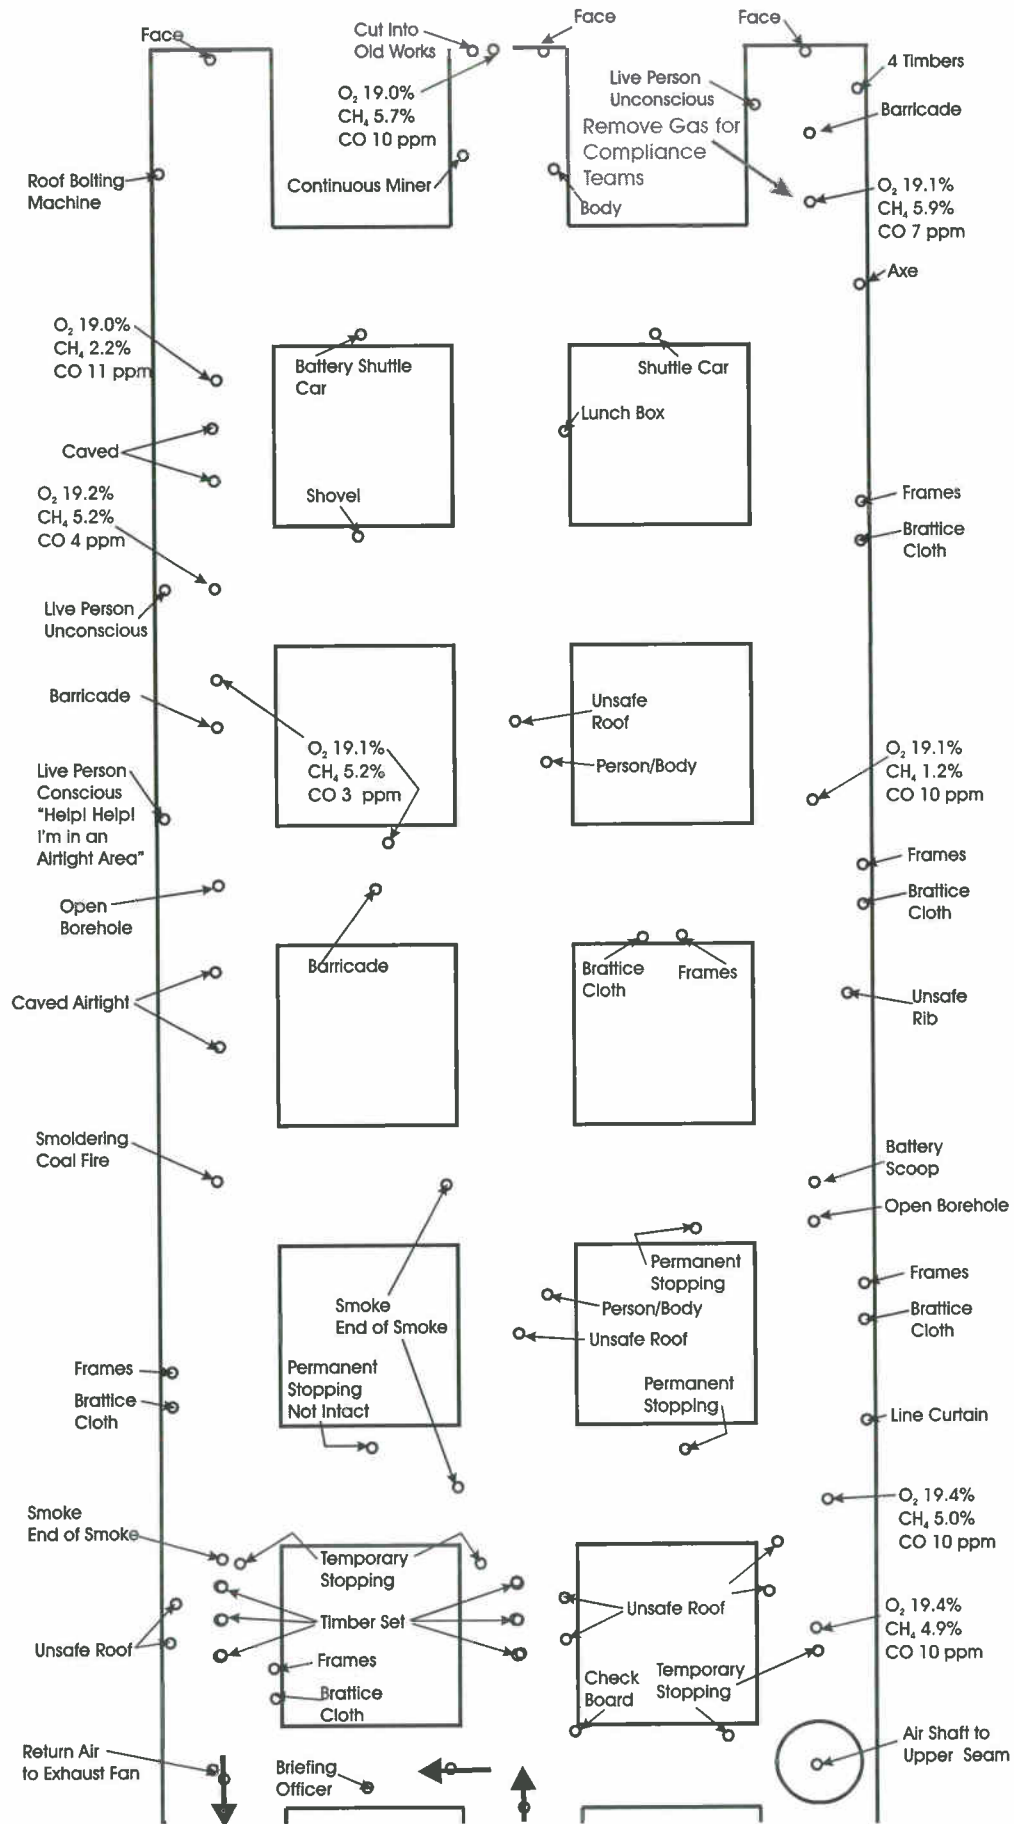 Face
Cut Into
Old Works
Face
Face
4 Timbers
O₂ 19.0%
CH₄ 5.7%
CO 10 ppm
Live Person
Unconscious
Barricade
Remove Gas for
Compliance
Teams
Roof Bolting
Machine
Continuous Miner
Body
O₂ 19.1%
CH₄ 5.9%
CO 7 ppm
Axe
O₂ 19.0%
CH₄ 2.2%
CO 11 ppm
Battery Shuttle
Car
Shuttle Car
Lunch Box
Caved
O₂ 19.2%
CH₄ 5.2%
CO 4 ppm
Shovel
Frames
Brattice
Cloth
Live Person
Unconscious
Barricade
Unsafe
Roof
O₂ 19.1%
CH₄ 5.2%
CO 3 ppm
Person/Body
O₂ 19.1%
CH₄ 1.2%
CO 10 ppm
Live Person
Conscious
"Help! Help!
I'm in an
Airtight Area"
Frames
Brattice
Cloth
Open
Borehole
Barricade
Brattice
Cloth
Frames
Caved Airtight
Unsafe
Rib
Smoldering
Coal Fire
Battery
Scoop
Open Borehole
Permanent
Stopping
Frames
Smoke
End of Smoke
Person/Body
Brattice
Cloth
Unsafe Roof
Frames
Permanent
Stopping
Not Intact
Permanent
Stopping
Brattice
Cloth
Line Curtain
O₂ 19.4%
CH₄ 5.0%
CO 10 ppm
Smoke
End of Smoke
Temporary
Stopping
Unsafe Roof
Timber Set
Unsafe Roof
O₂ 19.4%
CH₄ 4.9%
CO 10 ppm
Frames
Brattice
Cloth
Check
Board
Temporary
Stopping
Return Air
to Exhaust Fan
Briefing
Officer
Air Shaft to
Upper Seam